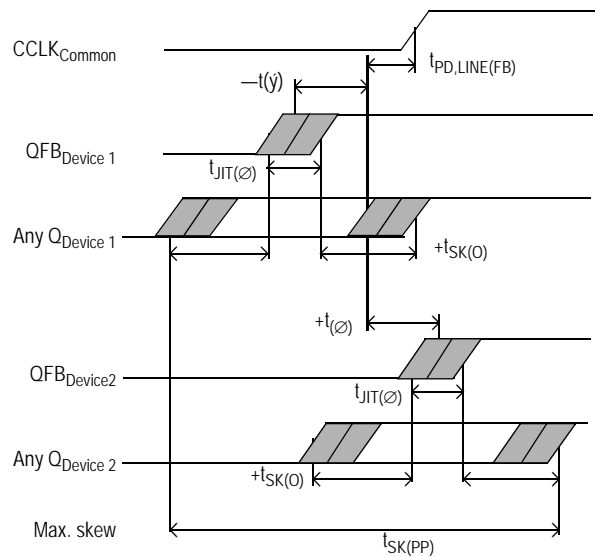 CCLKCommon
tPD,LINE(FB)
—t(ý)
QFBDevice 1
tJIT(∅)
Any QDevice 1
+tSK(O)
+t(∅)
QFBDevice2
tJIT(∅)
Any QDevice 2
+tSK(O)
Max. skew
tSK(PP)